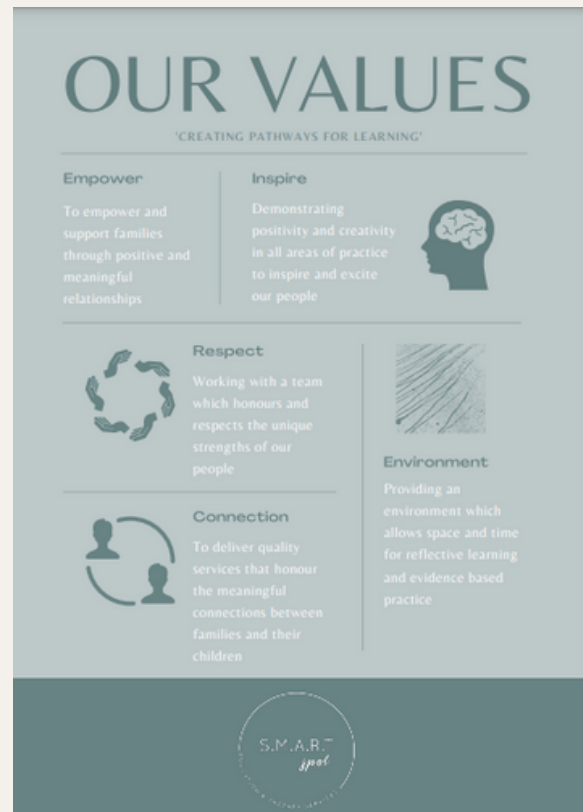 OUR VALUES
'CREATING PATHWAYS FOR LEARNING'
Empower
To empower and
support families
through positive and
meaningful
relationships
Inspire
Demonstrating
positivity and creativity
in all areas of practice
to inspire and excite
our people
Respect
Working with a team
which honours and
respects the unique
strengths of our
people
Connection
To deliver quality
services that honour
the meaningful
connections between
families and their
children
Environment
Providing an
environment which
allows space and time
for reflective learning
and evidence based
practice
S.M.A.R.T
spot